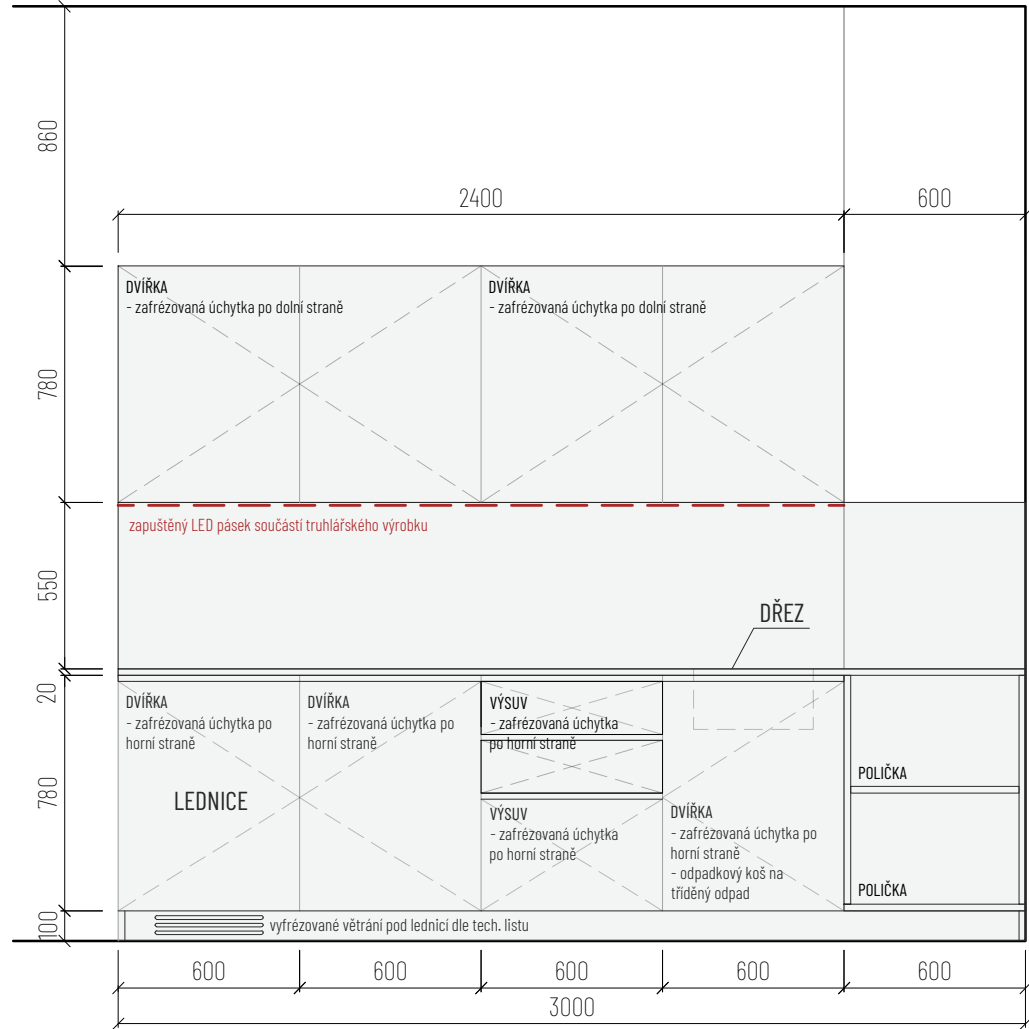 860
2400
600
DVÍŘKA
- zafrézovaná úchytka po dolní straně
DVÍŘKA
- zafrézovaná úchytka po dolní straně
780
zapuštěný LED pásek součástí truhlářského výrobku
550
DŘEZ
20
DVÍŘKA
- zafrézovaná úchytka po
horní straně
DVÍŘKA
- zafrézovaná úchytka po
horní straně
VÝSUV
- zafrézovaná úchytka
po horní straně
780
LEDNICE
POLIČKA
VÝSUV
- zafrézovaná úchytka
po horní straně
DVÍŘKA
- zafrézovaná úchytka po
horní straně
- odpadkový koš na
tříděný odpad
POLIČKA
100
vyfrézované větrání pod lednicí dle tech. listu
600
600
600
600
600
3000